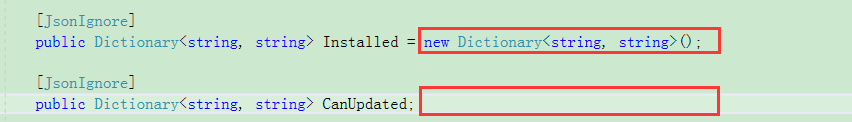 [JsonIgnore]
public Dictionary<string, string> Installed = new Dictionary<string, string>();
[JsonIgnore]
public Dictionary<string, string> CanUpdated;